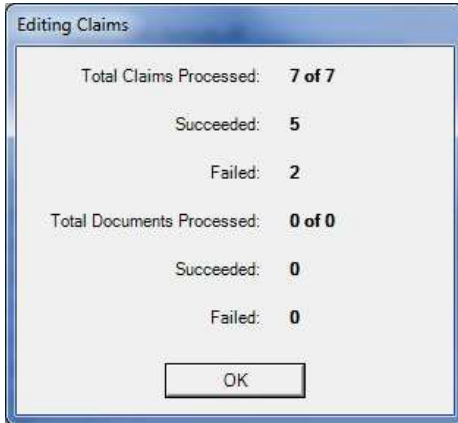 Editing Claims
Total Claims Processed: 7 of 7
Succeeded: 5
Failed: 2
Total Documents Processed: 0 of 0
Succeeded: 0
Failed: 0
OK